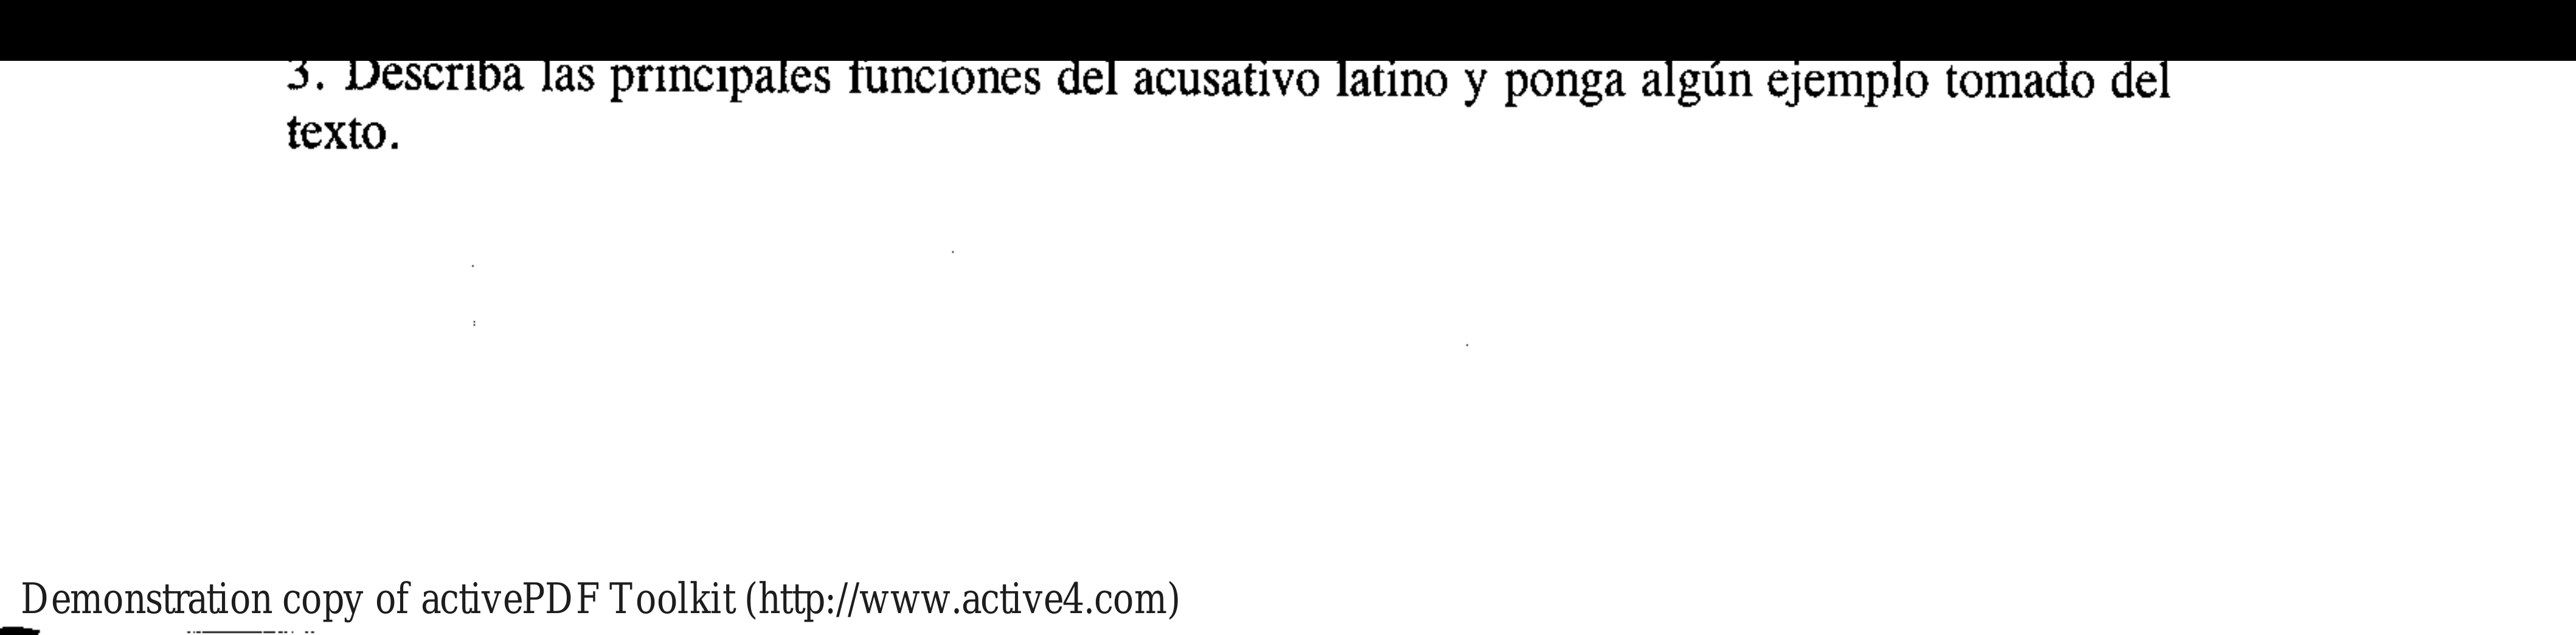 3. Describa las principales funciones del acusativo latino y ponga algún ejemplo tomado del
texto.
Demonstration copy of activePDF Toolkit (http://www.active4.com)